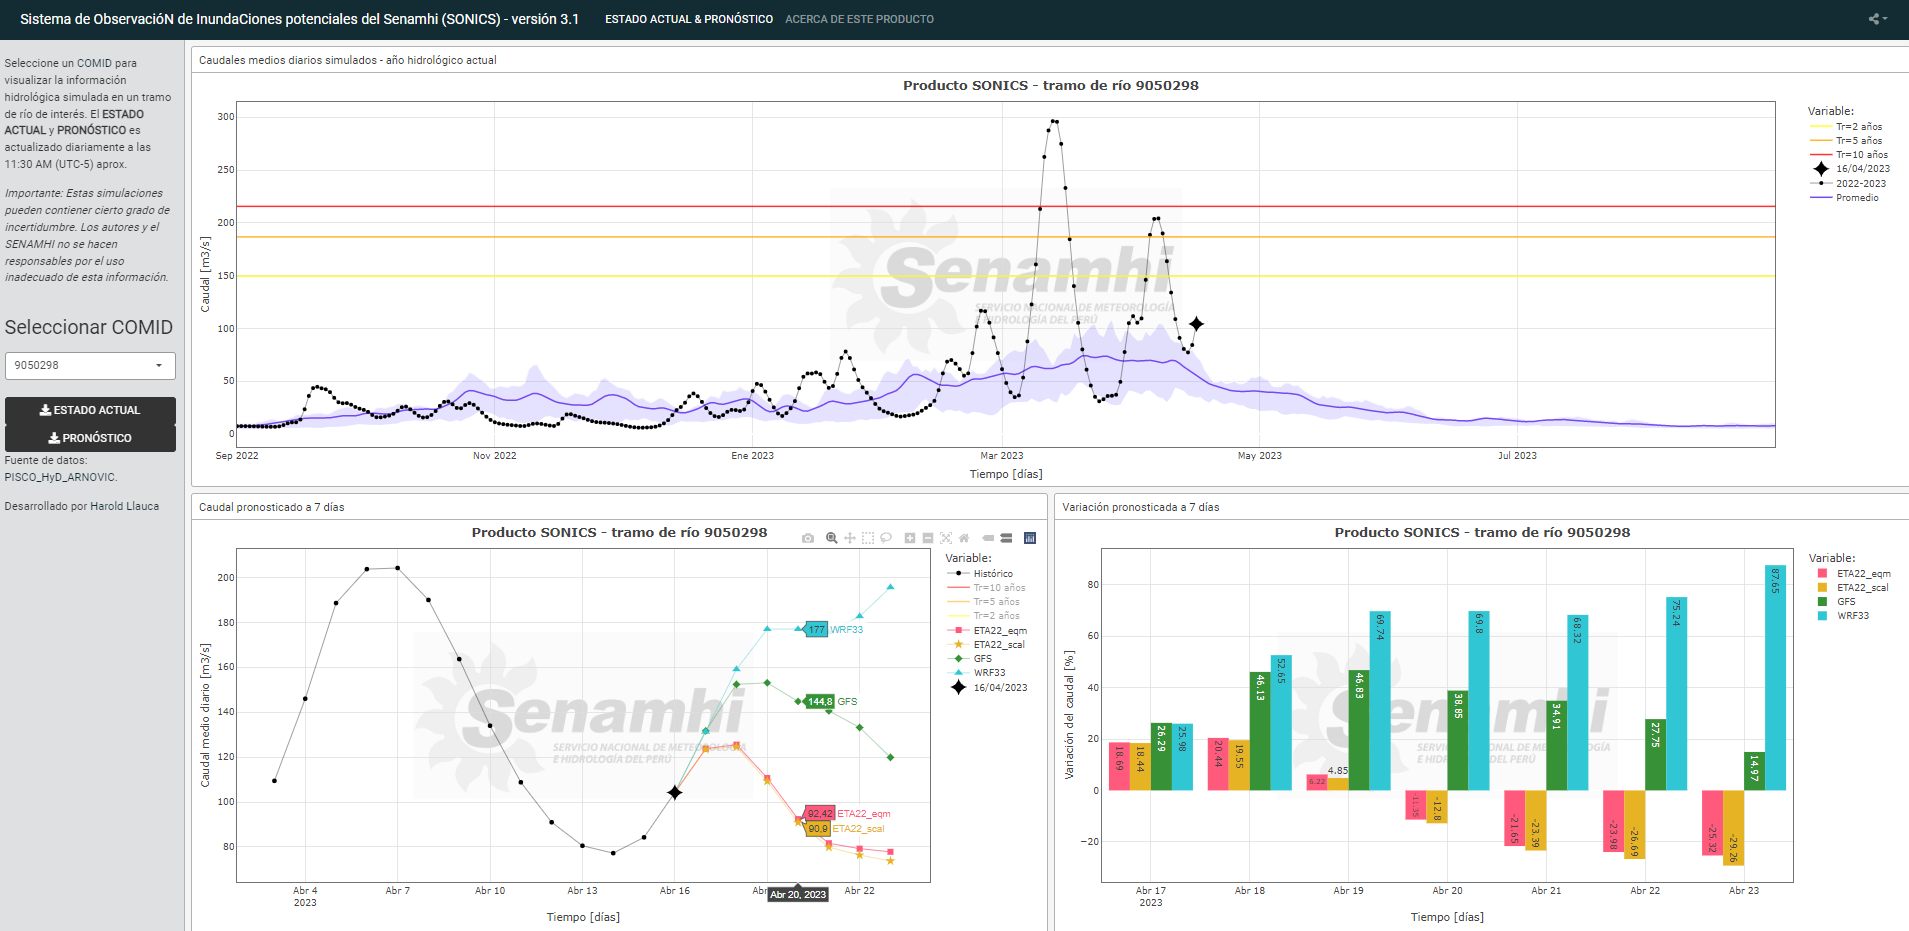 Sistema de ObservacióN de InundaCiones potenciales del Senamhi (SONICS) - versión 3.1
ESTADO ACTUAL & PRONÓSTICO
ACERCA DE ESTE PRODUCTO
Seleccione un COMID para
visualizar la información
hidrológica simulada en un tramo
de río de interés. El ESTADO
ACTUAL y PRONÓSTICO es
actualizado diariamente a las
11:30 AM (UTC-5) aprox.
Importante: Estas simulaciones
pueden contener cierto grado de
incertidumbre. Los autores y el
SENAMHI no se hacen
responsables por el uso
inadecuado de esta información.
Seleccionar COMID
9050298
ESTADO ACTUAL
PRONÓSTICO
Fuente de datos:
PISCO_HyD_ARNOVIC.
Desarrollado por Harold Llauca
Caudales medios diarios simulados - año hidrológico actual
Producto SONICS - tramo de río 9050298
Caudal [m3/s]
300
250
200
150
100
50
0
Sep 2022
Nov 2022
Ene 2023
Mar 2023
May 2023
Jul 2023
Tiempo [días]
Variable:
Tr=2 años
Tr=5 años
Tr=10 años
16/04/2023
2022-2023
Promedio
Senamhi
SERVICIO NACIONAL DE METEOROLOGÍA
E HIDROLOGÍA DEL PERÚ
Caudal pronosticado a 7 días
Producto SONICS - tramo de río 9050298
Caudal medio diario [m3/s]
200
180
160
140
120
100
80
Abr 4
2023
Abr 7
Abr 10
Abr 13
Abr 16
Abr 22
Abr 20, 2023
Tiempo [días]
177
WRF33
144,8
GFS
92,42
ETA22_eqm
90,9
ETA22_scal
Variable:
Histórico
Tr=10 años
Tr=5 años
Tr=2 años
ETA22_eqm
ETA22_scal
GFS
WRF33
16/04/2023
Senamhi
SERVICIO NACIONAL DE METEOROLOGÍA
E HIDROLOGÍA DEL PERÚ
Variación pronosticada a 7 días
Producto SONICS - tramo de río 9050298
Variación del caudal [%]
80
60
40
20
0
−20
18.69
18.44
26.29
25.98
20.44
19.55
46.13
52.65
6.22
4.85
46.83
69.74
-11.35
-12.8
38.85
69.8
-21.65
-23.39
34.91
68.32
-23.98
-26.69
27.75
75.24
-25.32
-29.26
14.97
87.65
Abr 17
2023
Abr 18
Abr 19
Abr 20
Abr 21
Abr 22
Abr 23
Tiempo [días]
Variable:
ETA22_eqm
ETA22_scal
GFS
WRF33